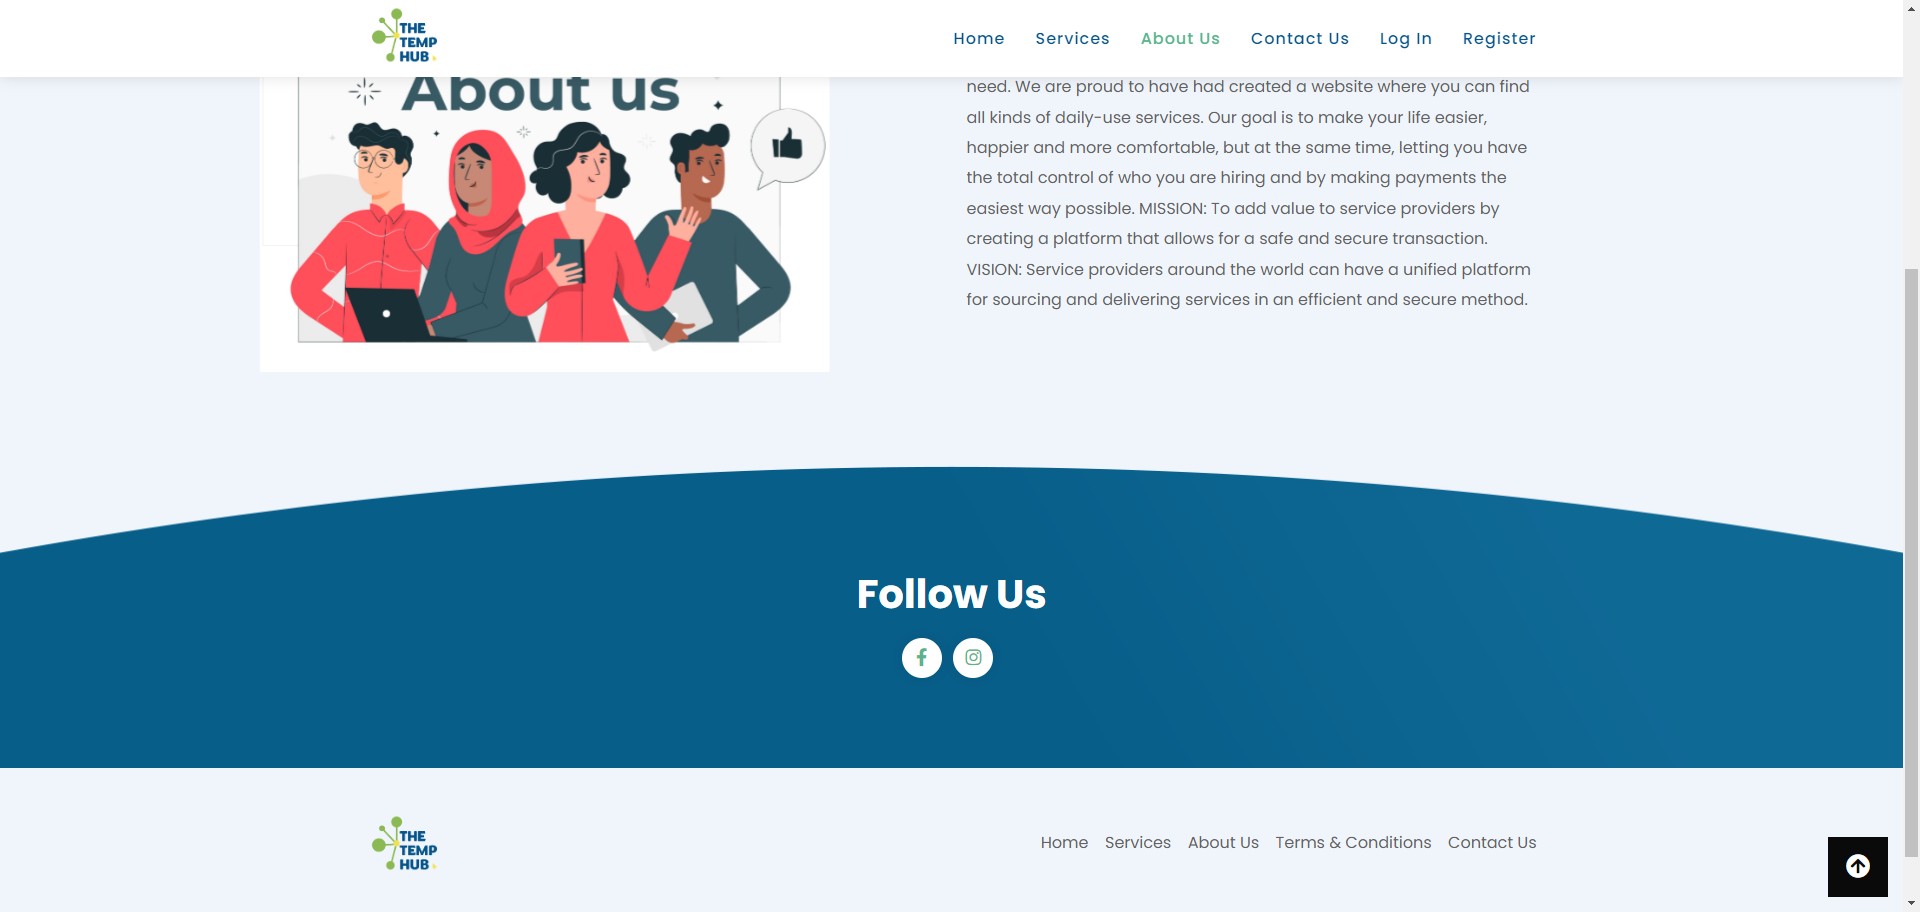 THE
TEMP
HUB
Home Services About Us Contact Us Log In Register
About us
need. We are proud to have had created a website where you can find
all kinds of daily-use services. Our goal is to make your life easier,
happier and more comfortable, but at the same time, letting you have
the total control of who you are hiring and by making payments the
easiest way possible. MISSION: To add value to service providers by
creating a platform that allows for a safe and secure transaction.
VISION: Service providers around the world can have a unified platform
for sourcing and delivering services in an efficient and secure method.
Follow Us
THE
TEMP
HUB
Home Services About Us Terms & Conditions Contact Us